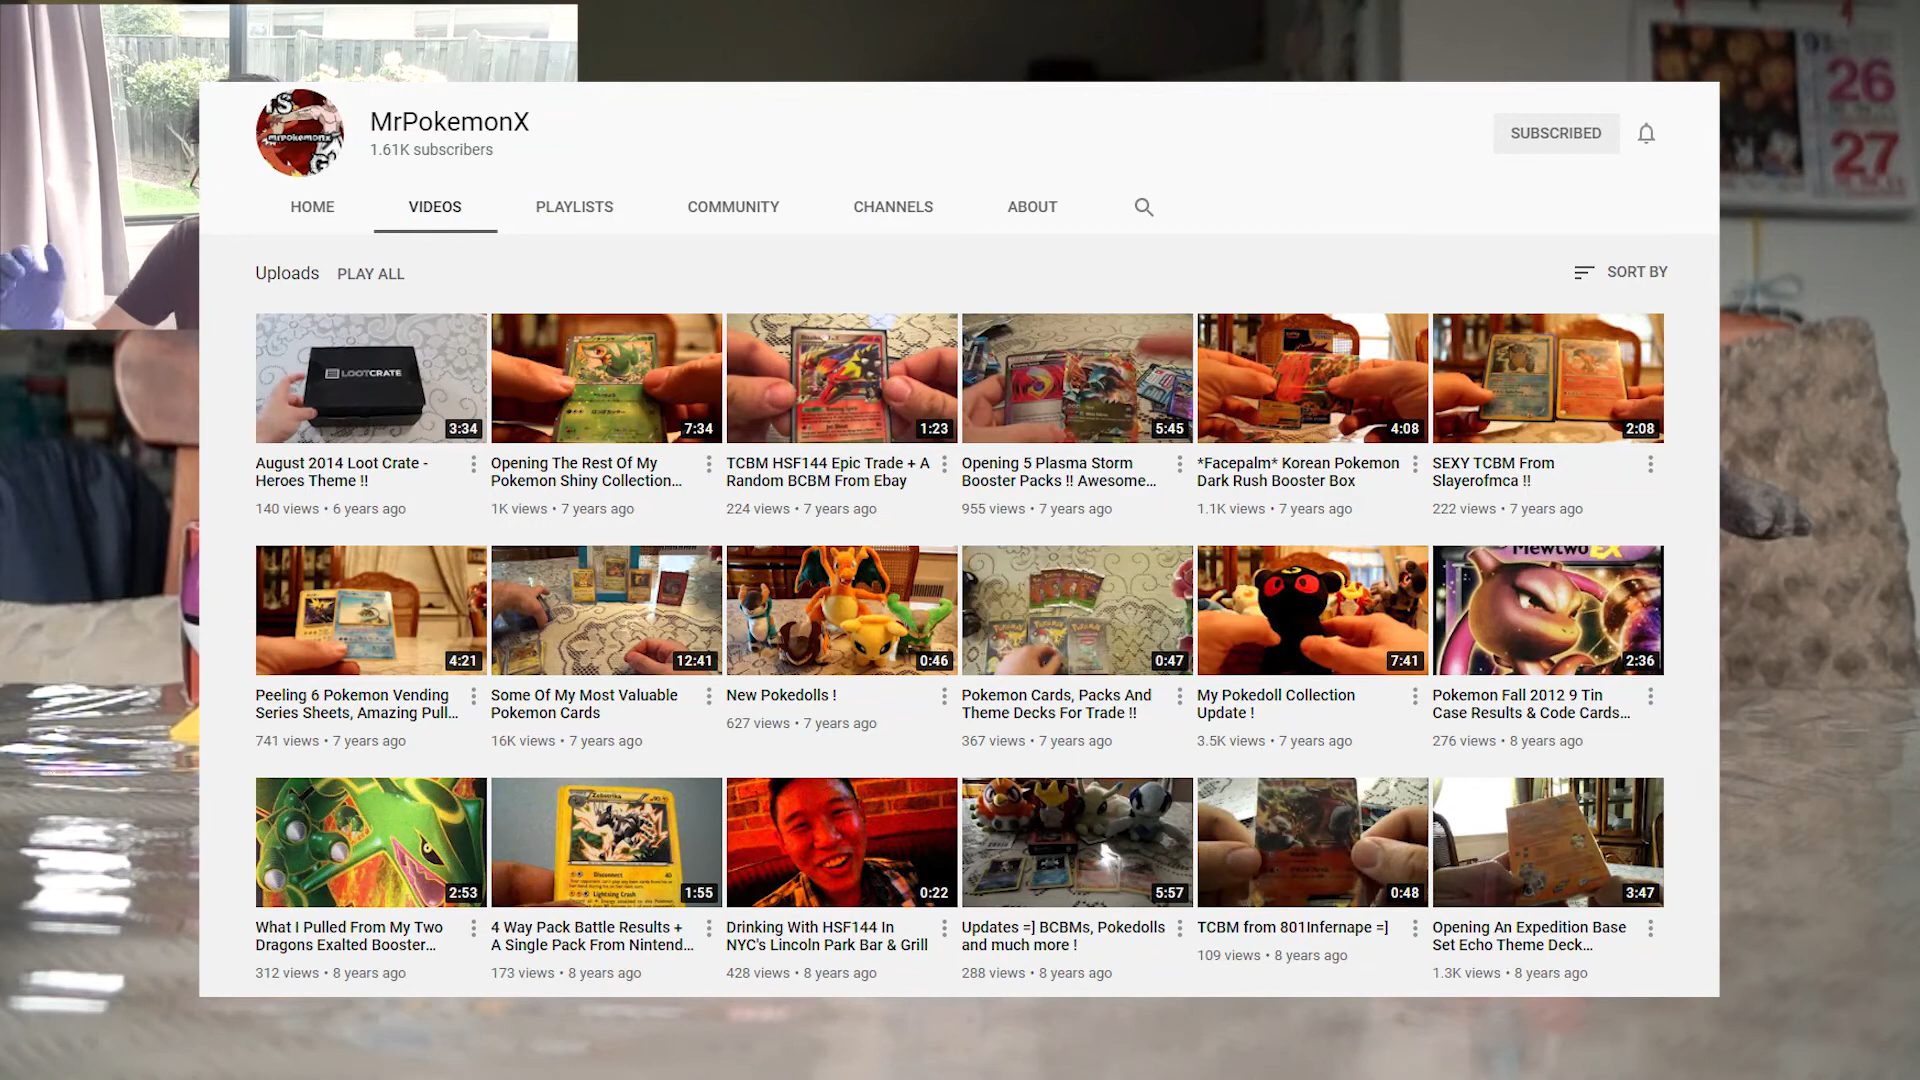 MrPokemonX
1.61K subscribers
SUBSCRIBED
HOME
VIDEOS
PLAYLISTS
COMMUNITY
CHANNELS
ABOUT
Uploads
PLAY ALL
SORT BY
LOOTCRATE
3:34
7:34
1:23
5:45
4:08
2:08
August 2014 Loot Crate -
Heroes Theme !!
140 views • 6 years ago
Opening The Rest Of My
Pokemon Shiny Collection...
1K views • 7 years ago
TCBM HSF144 Epic Trade + A
Random BCBM From Ebay
224 views • 7 years ago
Opening 5 Plasma Storm
Booster Packs !! Awesome...
955 views • 7 years ago
*Facepalm* Korean Pokemon
Dark Rush Booster Box
1.1K views • 7 years ago
SEXY TCBM From
Slayerofmca !!
222 views • 7 years ago
Mewtwo EX
4:21
12:41
0:46
0:47
7:41
2:36
Peeling 6 Pokemon Vending
Series Sheets, Amazing Pull...
741 views • 7 years ago
Some Of My Most Valuable
Pokemon Cards
16K views • 7 years ago
New Pokedolls !
627 views • 7 years ago
Pokemon Cards, Packs And
Theme Decks For Trade !!
367 views • 7 years ago
My Pokedoll Collection
Update !
3.5K views • 7 years ago
Pokemon Fall 2012 9 Tin
Case Results & Code Cards...
276 views • 8 years ago
Zebstrika
Disconnect 40
Lightning Crash
2:53
1:55
0:22
5:57
0:48
3:47
What I Pulled From My Two
Dragons Exalted Booster...
312 views • 8 years ago
4 Way Pack Battle Results +
A Single Pack From Nintend...
173 views • 8 years ago
Drinking With HSF144 In
NYC's Lincoln Park Bar & Grill
428 views • 8 years ago
Updates =] BCBMs, Pokedolls
and much more !
288 views • 8 years ago
TCBM from 801Infernape =]
109 views • 8 years ago
Opening An Expedition Base
Set Echo Theme Deck...
1.3K views • 8 years ago
26
27